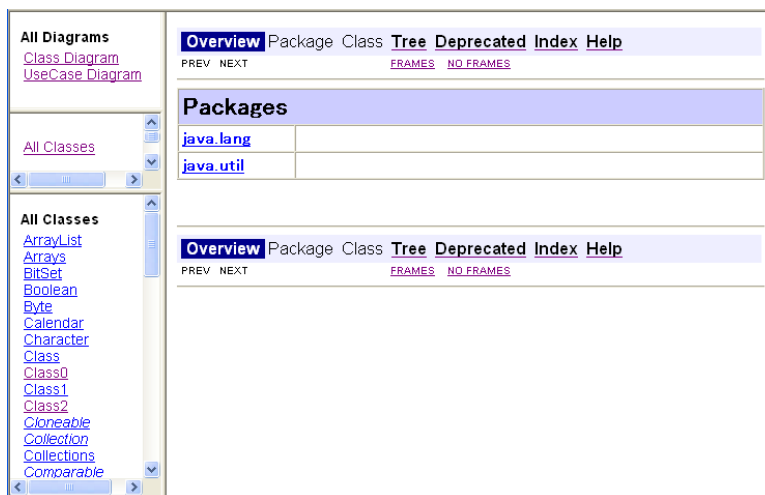 All Diagrams
Class Diagram
UseCase Diagram
All Classes
All Classes
ArrayList
Arrays
BitSet
Boolean
Byte
Calendar
Character
Class
Class0
Class1
Class2
Cloneable
Collection
Collections
Comparable
Overview Package Class Tree Deprecated Index Help
PREV NEXT FRAMES NO FRAMES
Packages
java.lang
java.util
Overview Package Class Tree Deprecated Index Help
PREV NEXT FRAMES NO FRAMES